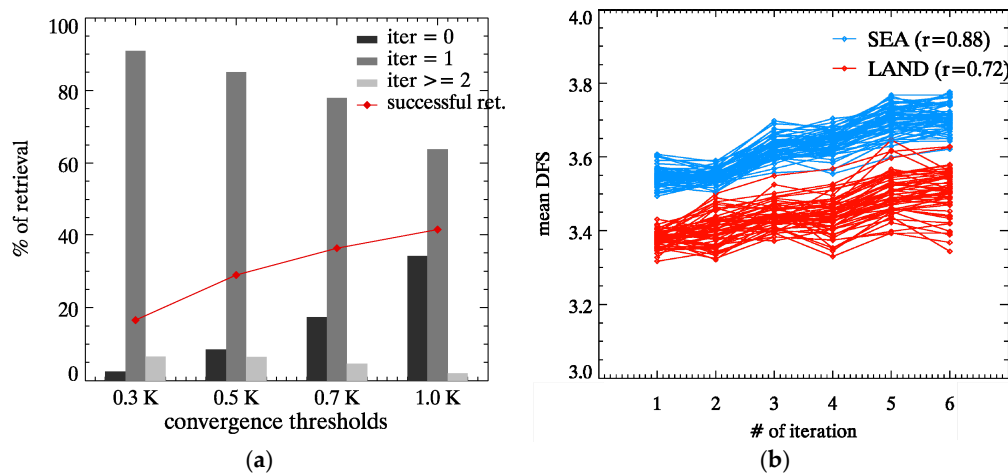 100
80
60
40
20
0
% of retrieval
iter = 0
iter = 1
iter >= 2
successful ret.
0.3 K 0.5 K 0.7 K 1.0 K
convergence thresholds
(a)
4.0
3.8
3.6
3.4
3.2
3.0
mean DFS
SEA (r=0.88)
LAND (r=0.72)
1 2 3 4 5 6
# of iteration
(b)